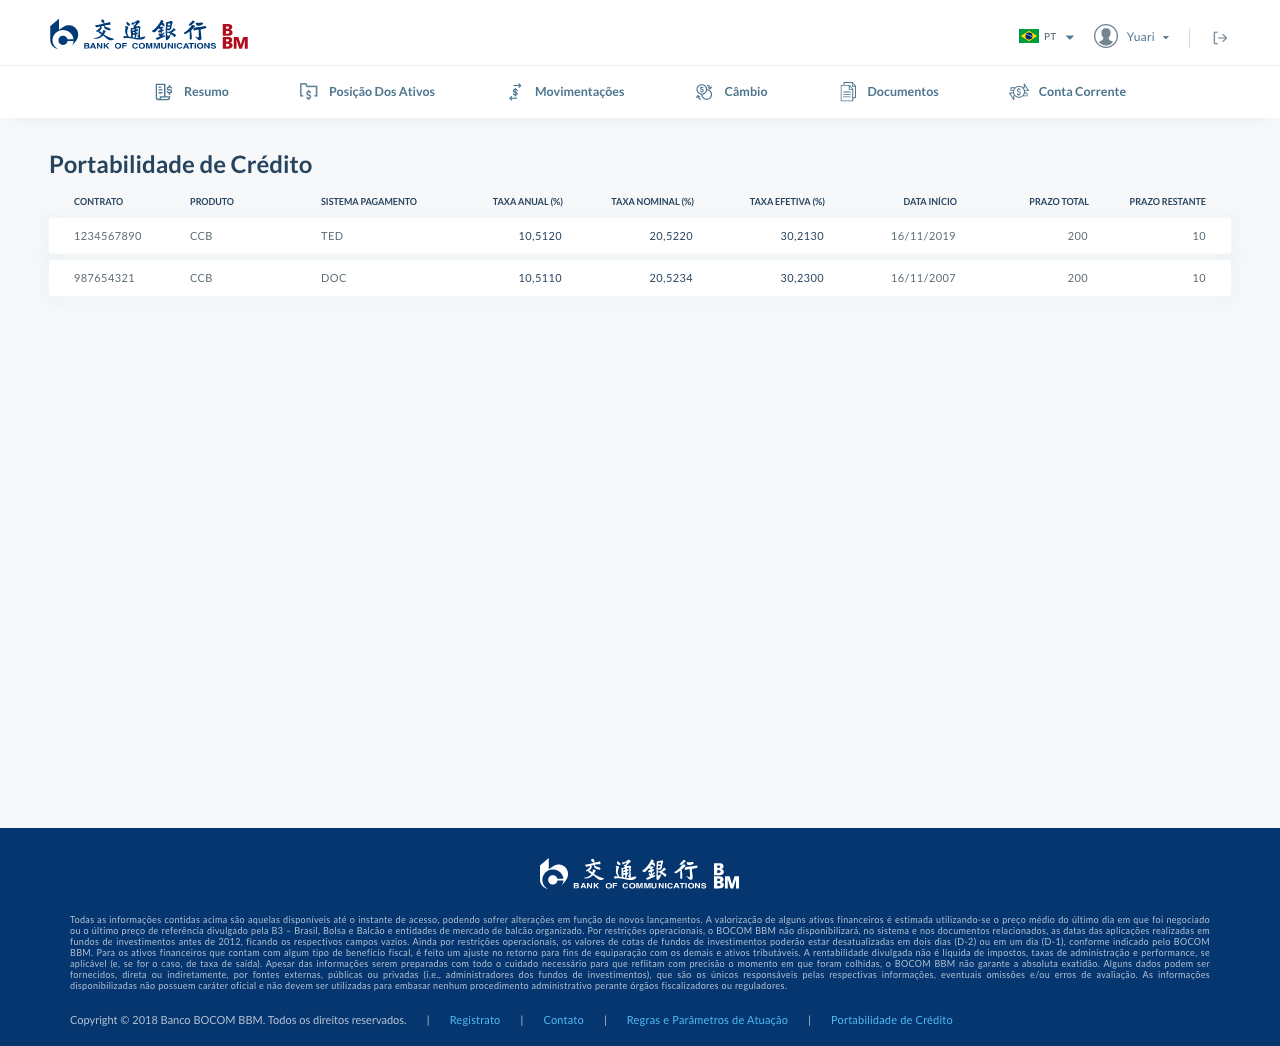 交通銀行 B BM
BANK OF COMMUNICATIONS
PT Yuari
Resumo Posição Dos Ativos Movimentações Câmbio Documentos Conta Corrente
Portabilidade de Crédito
CONTRATO PRODUTO SISTEMA PAGAMENTO TAXA ANUAL (%) TAXA NOMINAL (%) TAXA EFETIVA (%) DATA INÍCIO PRAZO TOTAL PRAZO RESTANTE
1234567890 CCB TED 10,5120 20,5220 30,2130 16/11/2019 200 10
987654321 CCB DOC 10,5110 20,5234 30,2300 16/11/2007 200 10
交通銀行 B BM
BANK OF COMMUNICATIONS
Todas as informações contidas acima são aquelas disponíveis até o instante de acesso, podendo sofrer alterações em função de novos lançamentos. A valorização de alguns ativos financeiros é estimada utilizando-se o preço médio do último dia em que foi negociado
ou o último preço de referência divulgado pela B3 – Brasil, Bolsa e Balcão e entidades de mercado de balcão organizado. Por restrições operacionais, o BOCOM BBM não disponibilizará, no sistema e nos documentos relacionados, as datas das aplicações realizadas em
fundos de investimentos antes de 2012, ficando os respectivos campos vazios. Ainda por restrições operacionais, os valores de cotas de fundos de investimentos poderão estar desatualizadas em dois dias (D-2) ou em um dia (D-1), conforme indicado pelo BOCOM
BBM. Para os ativos financeiros que contam com algum tipo de benefício fiscal, é feito um ajuste no retorno para fins de equiparação com os demais e ativos tributáveis. A rentabilidade divulgada não é líquida de impostos, taxas de administração e performance, se
aplicável (e, se for o caso, de taxa de saída). Apesar das informações serem preparadas com todo o cuidado necessário para que reflitam com precisão o momento em que foram colhidas, o BOCOM BBM não garante a absoluta exatidão. Alguns dados podem ser
fornecidos, direta ou indiretamente, por fontes externas, públicas ou privadas (i.e., administradores dos fundos de investimentos), que são os únicos responsáveis pelas respectivas informações, eventuais omissões e/ou erros de avaliação. As informações
disponibilizadas não possuem caráter oficial e não devem ser utilizadas para embasar nenhum procedimento administrativo perante órgãos fiscalizadores ou reguladores.
Copyright © 2018 Banco BOCOM BBM. Todos os direitos reservados. | Registrato | Contato | Regras e Parâmetros de Atuação | Portabilidade de Crédito